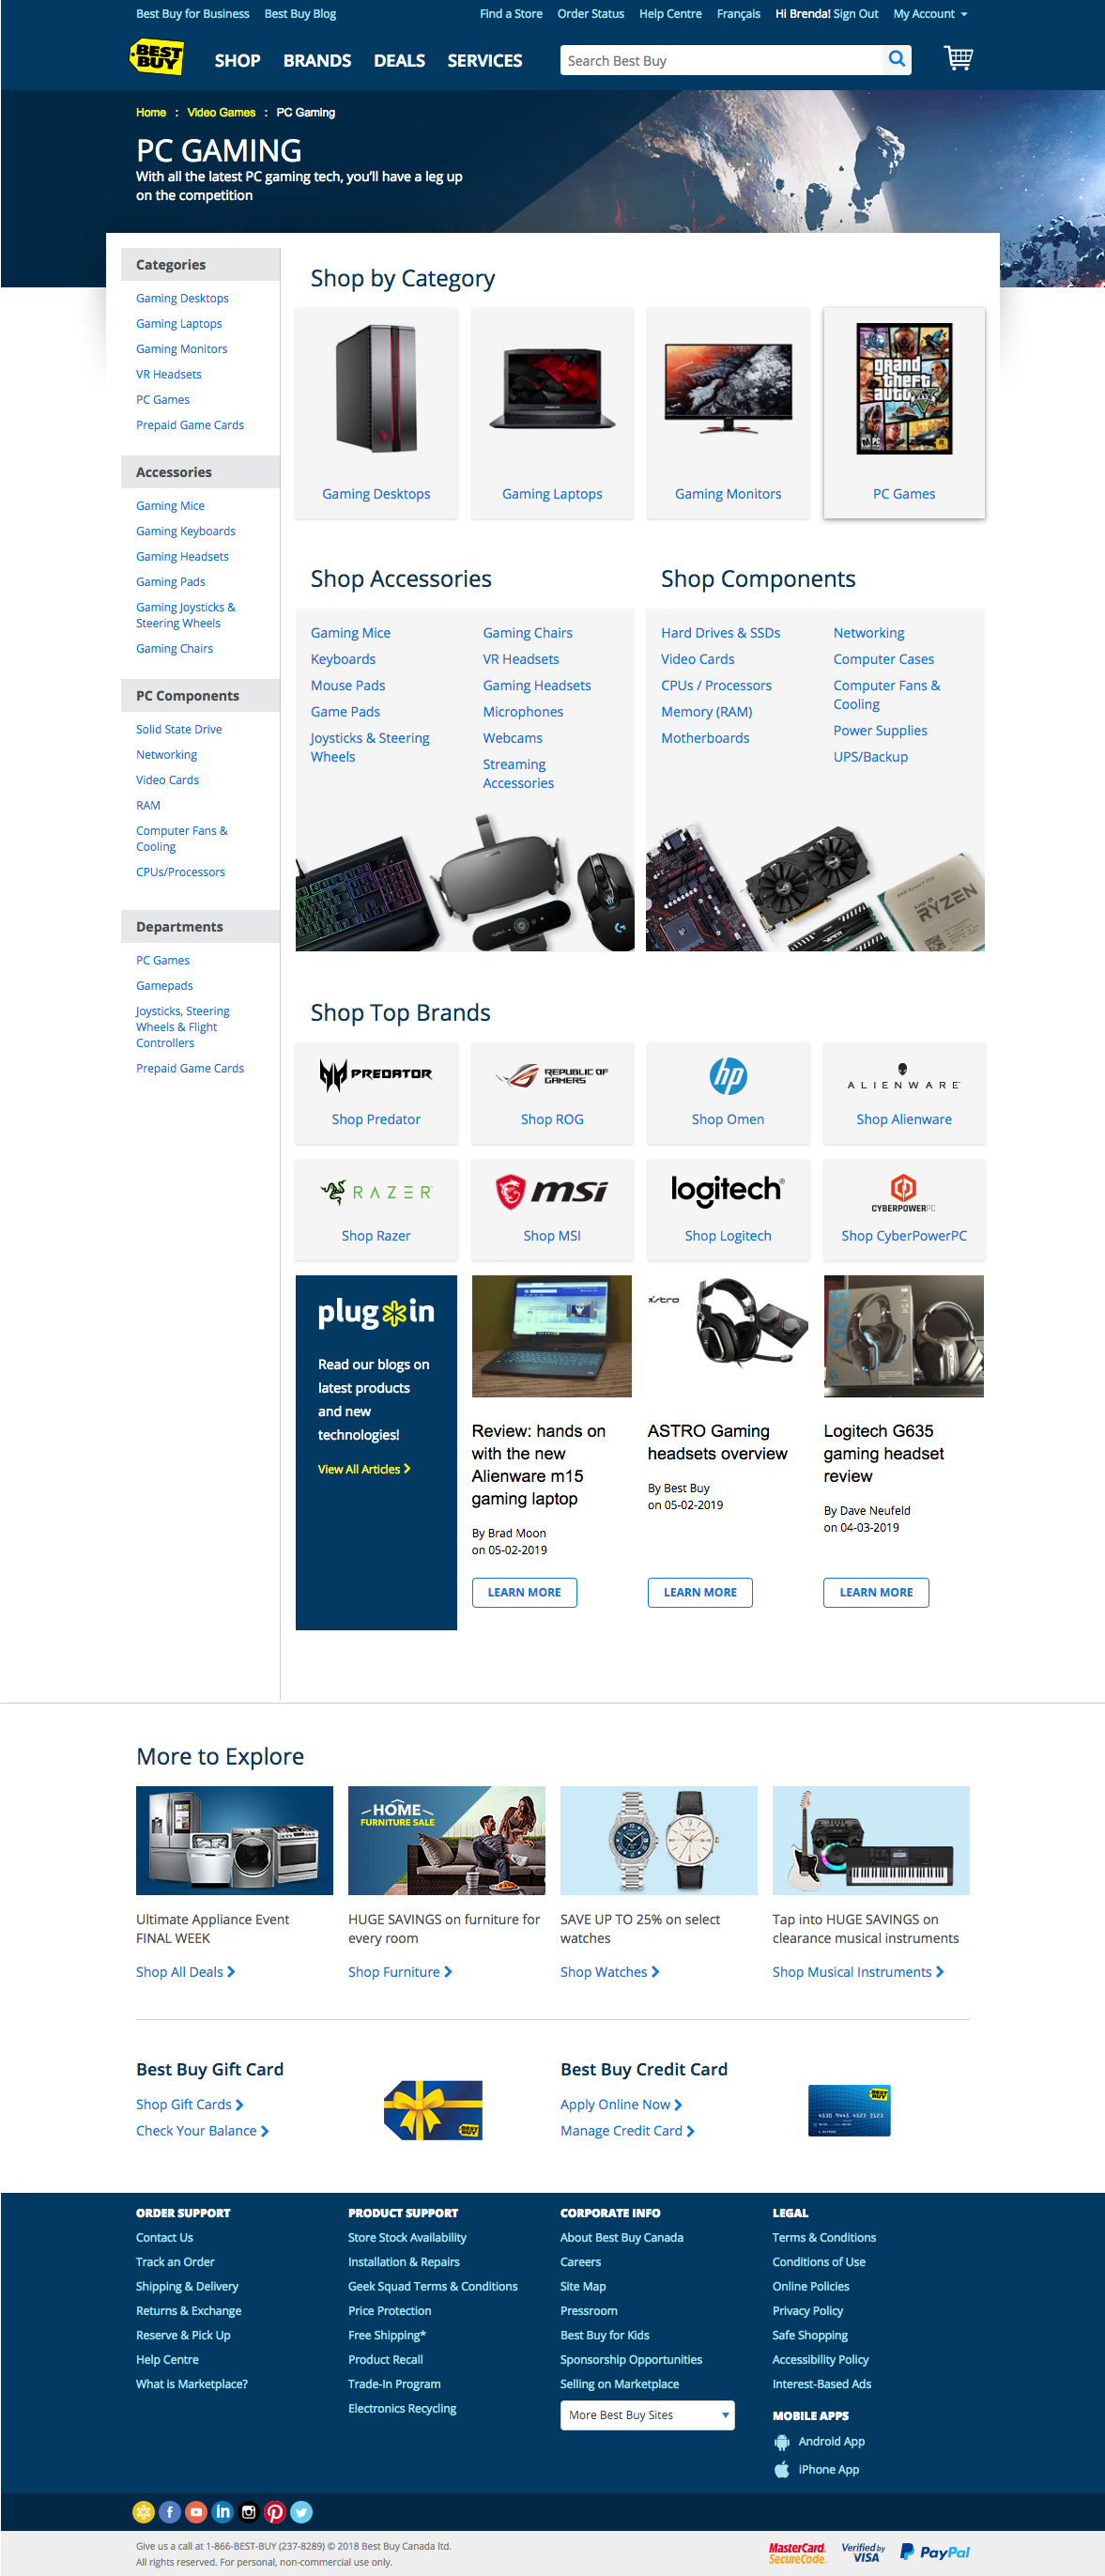 Best Buy for Business Best Buy Blog Find a Store Order Status Help Centre Français Hi Brenda! Sign Out My Account
BEST BUY
SHOP BRANDS DEALS SERVICES Search Best Buy
Home : Video Games : PC Gaming
PC GAMING
With all the latest PC gaming tech, you'll have a leg up
on the competition
Categories
Gaming Desktops
Gaming Laptops
Gaming Monitors
VR Headsets
PC Games
Prepaid Game Cards
Accessories
Gaming Mice
Gaming Keyboards
Gaming Headsets
Gaming Pads
Gaming Joysticks &
Steering Wheels
Gaming Chairs
PC Components
Solid State Drive
Networking
Video Cards
RAM
Computer Fans &
Cooling
CPUs/Processors
Departments
PC Games
Gamepads
Joysticks, Steering
Wheels & Flight
Controllers
Prepaid Game Cards
Shop by Category
grand
theft
auto V
PC
Gaming Desktops Gaming Laptops Gaming Monitors PC Games
Shop Accessories
Gaming Mice
Keyboards
Mouse Pads
Game Pads
Joysticks & Steering
Wheels
Gaming Chairs
VR Headsets
Gaming Headsets
Microphones
Webcams
Streaming
Accessories
Shop Components
Hard Drives & SSDs
Video Cards
CPUs / Processors
Memory (RAM)
Motherboards
Networking
Computer Cases
Computer Fans &
Cooling
Power Supplies
UPS/Backup
RYZEN
Shop Top Brands
PREDATOR
Shop Predator
REPUBLIC OF
GAMERS
Shop ROG
hp
Shop Omen
ALIENWARE
Shop Alienware
RAZER
Shop Razer
msi
Shop MSI
logitech
Shop Logitech
CYBERPOWERPC
Shop CyberPowerPC
plug in
Read our blogs on
latest products
and new
technologies!
View All Articles
Review: hands on
with the new
Alienware m15
gaming laptop
By Brad Moon
on 05-02-2019
LEARN MORE
Astro
ASTRO Gaming
headsets overview
By Best Buy
on 05-02-2019
LEARN MORE
G635
Logitech G635
gaming headset
review
By Dave Neufeld
on 04-03-2019
LEARN MORE
More to Explore
Ultimate Appliance Event
FINAL WEEK
Shop All Deals
HOME
FURNITURE SALE
HUGE SAVINGS on furniture for
every room
Shop Furniture
SAVE UP TO 25% on select
watches
Shop Watches
Tap into HUGE SAVINGS on
clearance musical instruments
Shop Musical Instruments
Best Buy Gift Card
Shop Gift Cards
Check Your Balance
BEST BUY
Best Buy Credit Card
Apply Online Now
Manage Credit Card
BEST BUY
4530 9445 4523 3123
ORDER SUPPORT
Contact Us
Track an Order
Shipping & Delivery
Returns & Exchange
Reserve & Pick Up
Help Centre
What is Marketplace?
PRODUCT SUPPORT
Store Stock Availability
Installation & Repairs
Geek Squad Terms & Conditions
Price Protection
Free Shipping*
Product Recall
Trade-In Program
Electronics Recycling
CORPORATE INFO
About Best Buy Canada
Careers
Site Map
Pressroom
Best Buy for Kids
Sponsorship Opportunities
Selling on Marketplace
More Best Buy Sites
LEGAL
Terms & Conditions
Conditions of Use
Online Policies
Privacy Policy
Safe Shopping
Accessibility Policy
Interest-Based Ads
MOBILE APPS
Android App
iPhone App
Give us a call at 1-866-BEST-BUY (237-8289) © 2018 Best Buy Canada ltd.
All rights reserved. For personal, non-commercial use only.
MasterCard.
SecureCode.
Verified by
VISA
PayPal